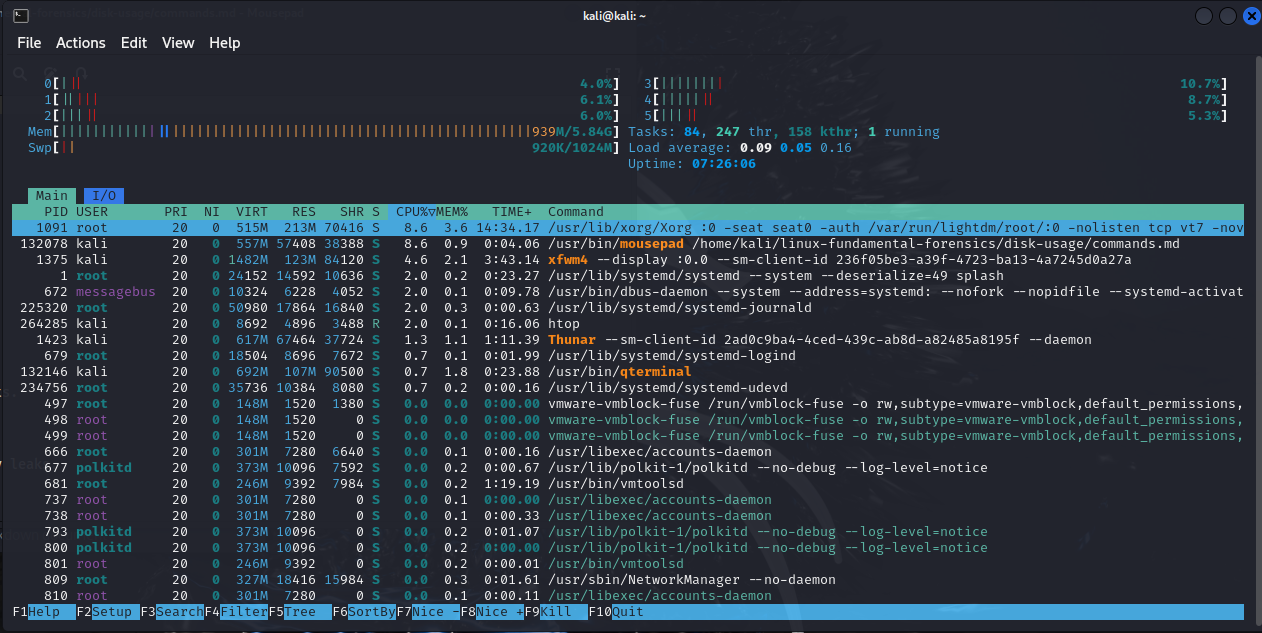 kali@kali: ~
File Actions Edit View Help
0[||| 4.0%] 3[|||||||| 10.7%]
1[||||| 6.1%] 4[||||||| 8.7%]
2[||||| 6.0%] 5[||||| 5.3%]
Mem[||||||||||||||||||||||||||||||||||||||||||||||||||939M/5.84G] Tasks: 84, 247 thr, 158 kthr; 1 running
Swp[|| 920K/1024M] Load average: 0.09 0.05 0.16
Uptime: 07:26:06
Main I/O
PID USER PRI NI VIRT RES SHR S CPU%▽MEM% TIME+ Command
1091 root 20 0 515M 213M 70416 S 8.6 3.6 14:34.17 /usr/lib/xorg/Xorg :0 -seat seat0 -auth /var/run/lightdm/root/:0 -nolisten tcp vt7 -nov
132078 kali 20 0 557M 57408 38388 S 8.6 0.9 0:04.06 /usr/bin/mousepad /home/kali/linux-fundamental-forensics/disk-usage/commands.md
1375 kali 20 0 1482M 123M 84120 S 4.6 2.1 3:43.14 xfwm4 --display :0.0 --sm-client-id 236f05be3-a39f-4723-ba13-4a7245d0a27a
1 root 20 0 24152 14592 10636 S 2.0 0.2 0:23.27 /usr/lib/systemd/systemd --system --deserialize=49 splash
672 messagebus 20 0 10324 6228 4052 S 2.0 0.1 0:09.78 /usr/bin/dbus-daemon --system --address=systemd: --nofork --nopidfile --systemd-activat
225320 root 20 0 50980 17864 16840 S 2.0 0.3 0:00.63 /usr/lib/systemd/systemd-journald
264285 kali 20 0 8692 4896 3488 R 2.0 0.1 0:16.06 htop
1423 kali 20 0 617M 67464 37724 S 1.3 1.1 1:11.39 Thunar --sm-client-id 2ad0c9ba4-4ced-439c-ab8d-a82485a8195f --daemon
679 root 20 0 18504 8696 7672 S 0.7 0.1 0:01.99 /usr/lib/systemd/systemd-logind
132146 kali 20 0 692M 107M 90500 S 0.7 1.8 0:23.88 /usr/bin/qterminal
234756 root 20 0 35736 10384 8080 S 0.7 0.2 0:00.16 /usr/lib/systemd/systemd-udevd
497 root 20 0 148M 1520 1380 S 0.0 0.0 0:00.00 vmware-vmblock-fuse /run/vmblock-fuse -o rw,subtype=vmware-vmblock,default_permissions,
498 root 20 0 148M 1520 0 S 0.0 0.0 0:00.00 vmware-vmblock-fuse /run/vmblock-fuse -o rw,subtype=vmware-vmblock,default_permissions,
499 root 20 0 148M 1520 0 S 0.0 0.0 0:00.00 vmware-vmblock-fuse /run/vmblock-fuse -o rw,subtype=vmware-vmblock,default_permissions,
666 root 20 0 301M 7280 6640 S 0.0 0.1 0:00.16 /usr/libexec/accounts-daemon
677 polkitd 20 0 373M 10096 7592 S 0.0 0.2 0:00.67 /usr/lib/polkit-1/polkitd --no-debug --log-level=notice
681 root 20 0 246M 9392 7984 S 0.0 0.2 1:19.19 /usr/bin/vmtoolsd
737 root 20 0 301M 7280 0 S 0.0 0.1 0:00.00 /usr/libexec/accounts-daemon
738 root 20 0 301M 7280 0 S 0.0 0.1 0:00.33 /usr/libexec/accounts-daemon
793 polkitd 20 0 373M 10096 0 S 0.0 0.2 0:01.07 /usr/lib/polkit-1/polkitd --no-debug --log-level=notice
800 polkitd 20 0 373M 10096 0 S 0.0 0.2 0:00.00 /usr/lib/polkit-1/polkitd --no-debug --log-level=notice
801 root 20 0 246M 9392 0 S 0.0 0.2 0:00.01 /usr/bin/vmtoolsd
809 root 20 0 327M 18416 15984 S 0.0 0.3 0:01.61 /usr/sbin/NetworkManager --no-daemon
810 root 20 0 301M 7280 0 S 0.0 0.1 0:00.11 /usr/libexec/accounts-daemon
F1Help F2Setup F3SearchF4FilterF5Tree F6SortByF7Nice -F8Nice +F9Kill F10Quit